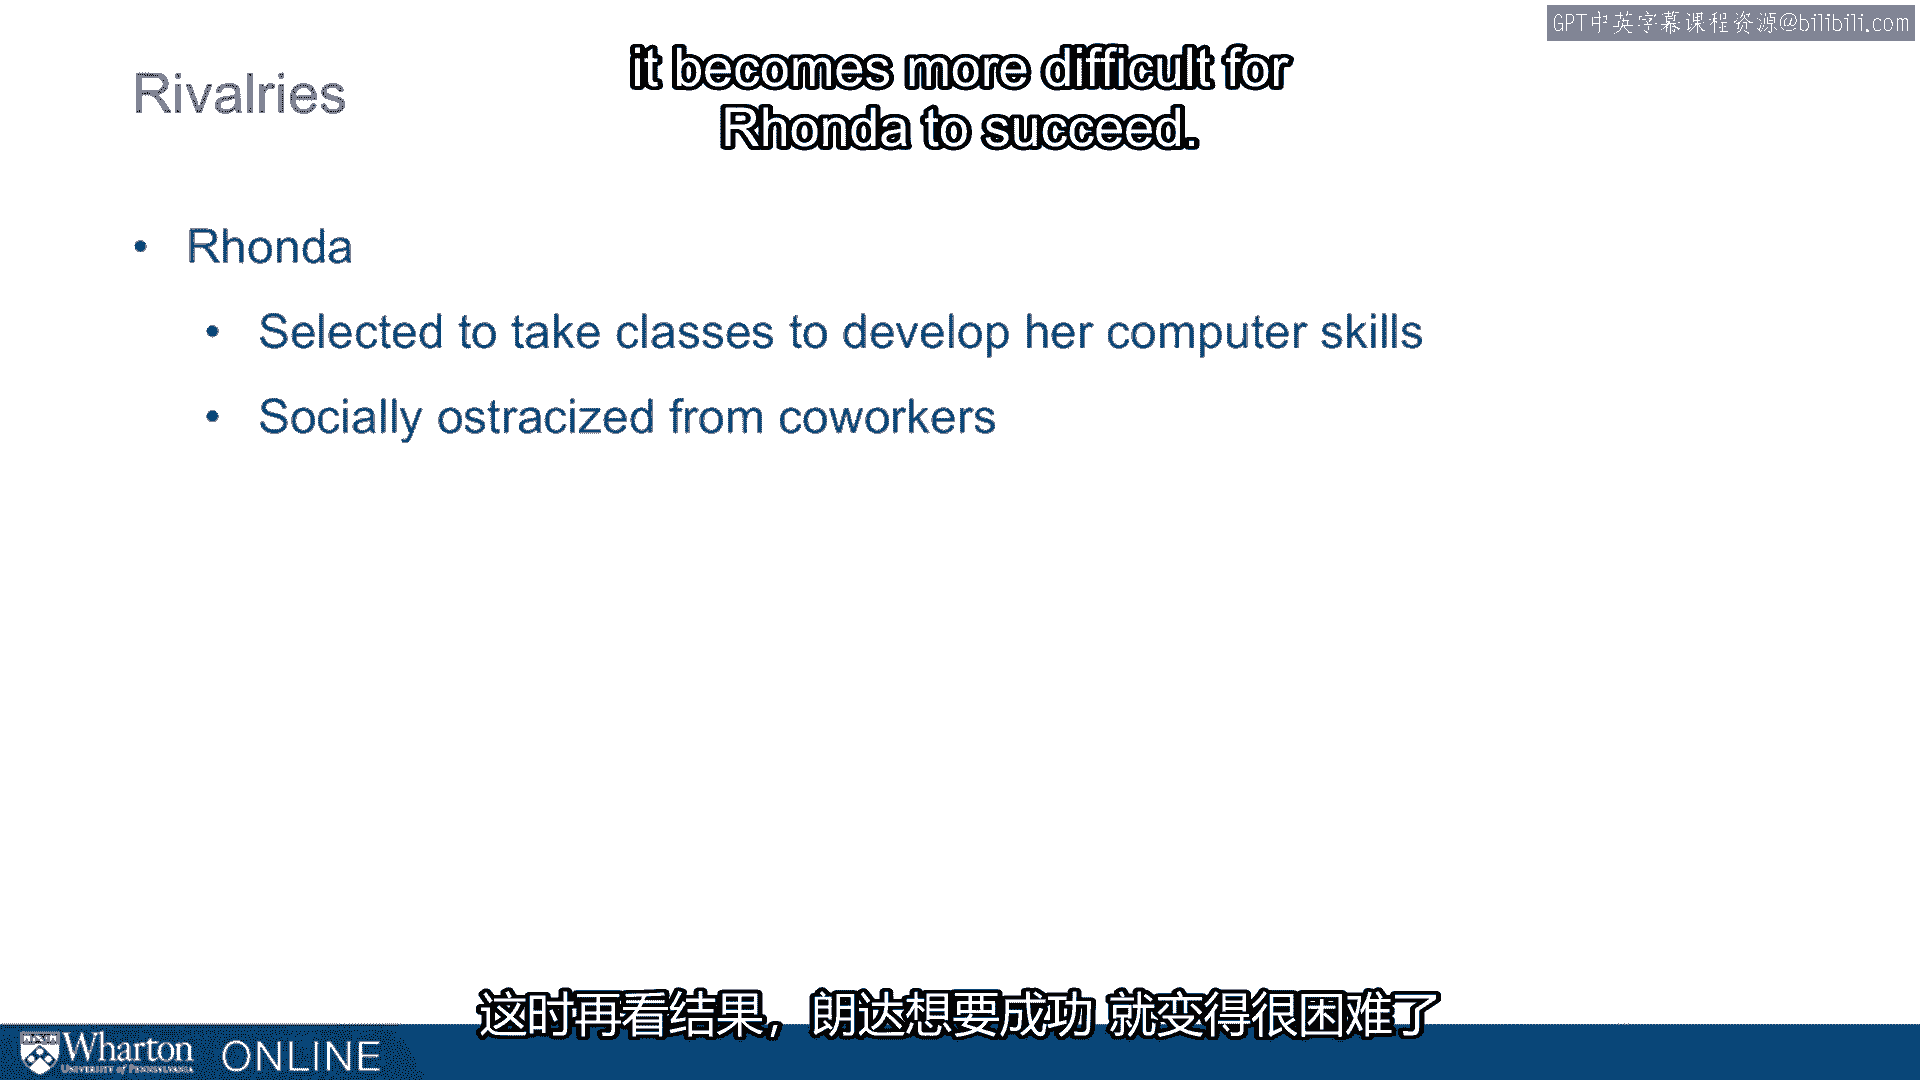 GPT中英字幕课程资源@bilibili.com
it becomes more difficult for
Rhonda to succeed.
Rivalries
• Rhonda
• Selected to take classes to develop her computer skills
• Socially ostracized from coworkers
这时再看结果，朗达想要成功 就变得很困难了
Wharton
UNIVERSITY of PENNSYLVANIA
ONLINE